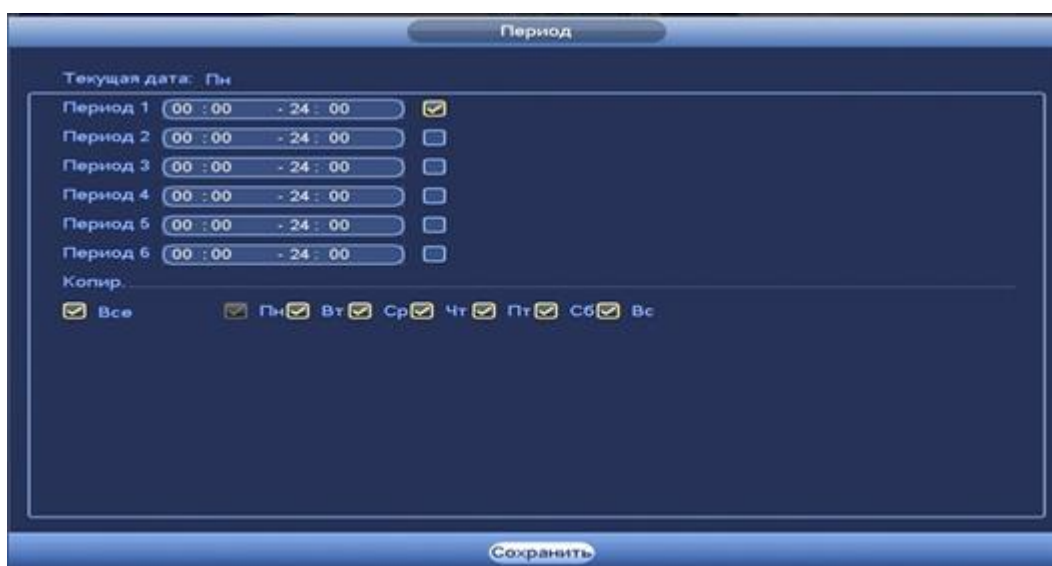 Период
Текущая дата: Пн
Период 1 00 : 00 - 24 : 00
Период 2 00 : 00 - 24 : 00
Период 3 00 : 00 - 24 : 00
Период 4 00 : 00 - 24 : 00
Период 5 00 : 00 - 24 : 00
Период 6 00 : 00 - 24 : 00
Копир.
Все Пн Вт Ср Чт Пт Сб Вс
Сохранить